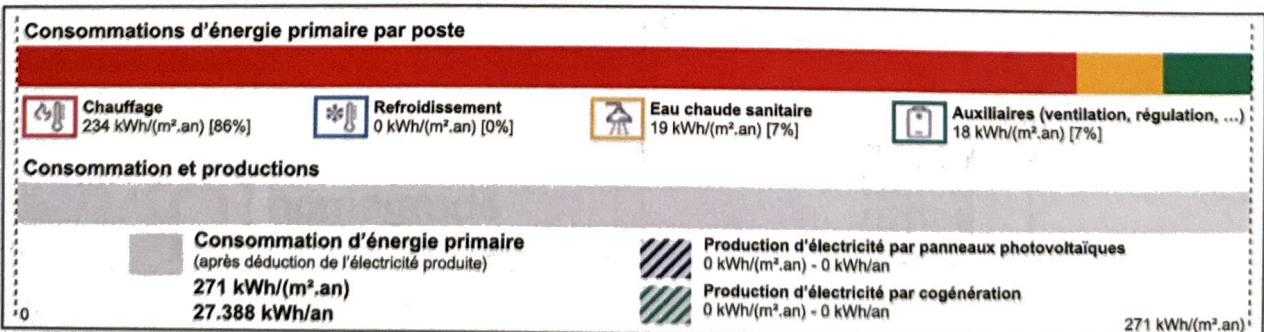 Consommations d'énergie primaire par poste
Chauffage
234 kWh/(m².an) [86%]
Refroidissement
0 kWh/(m².an) [0%]
Eau chaude sanitaire
19 kWh/(m².an) [7%]
Auxiliaires (ventilation, régulation, ...)
18 kWh/(m².an) [7%]
Consommation et productions
Consommation d'énergie primaire
(après déduction de l'électricité produite)
271 kWh/(m².an)
27.388 kWh/an
Production d'électricité par panneaux photovoltaïques
0 kWh/(m².an) - 0 kWh/an
Production d'électricité par cogénération
0 kWh/(m².an) - 0 kWh/an
0
271 kWh/(m².an)